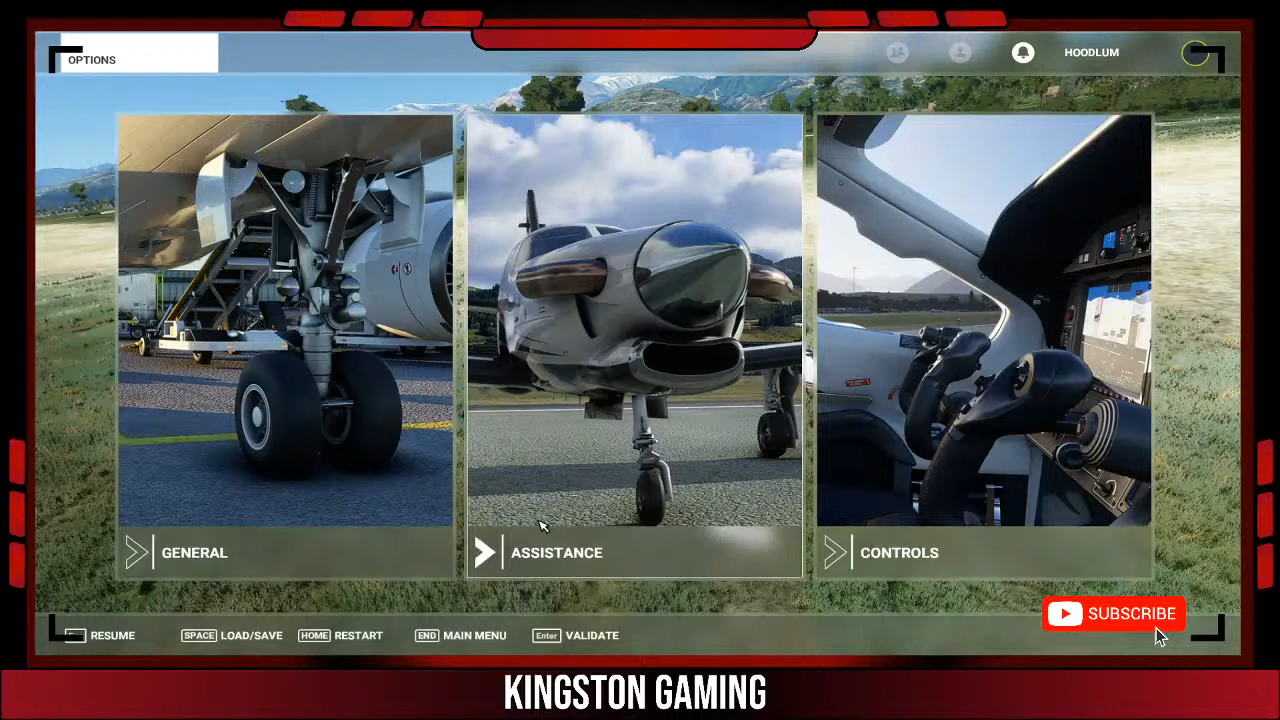 OPTIONS
HOODLUM
GENERAL
ASSISTANCE
CONTROLS
SUBSCRIBE
RESUME
SPACE LOAD/SAVE
HOME RESTART
END MAIN MENU
Enter VALIDATE
KINGSTON GAMING